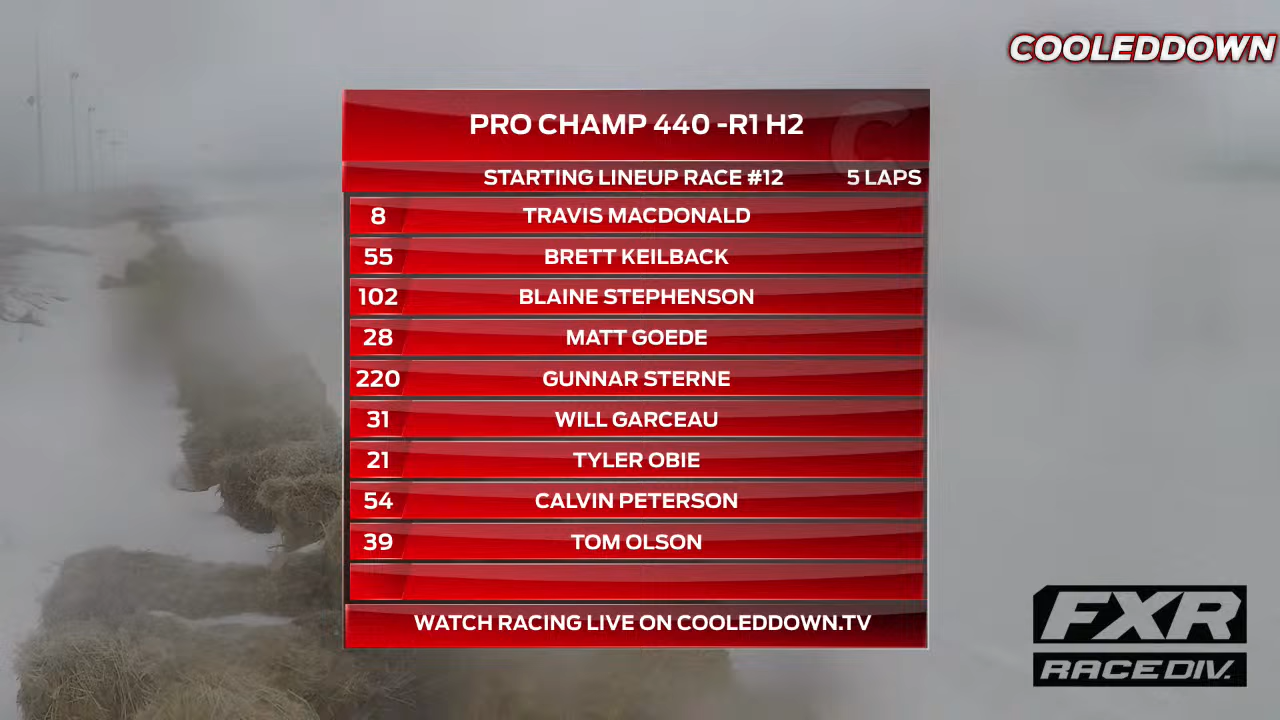 COOLEDDOWN
PRO CHAMP 440 -R1 H2
STARTING LINEUP RACE #12 5 LAPS
8 TRAVIS MACDONALD
55 BRETT KEILBACK
102 BLAINE STEPHENSON
28 MATT GOEDE
220 GUNNAR STERNE
31 WILL GARCEAU
21 TYLER OBIE
54 CALVIN PETERSON
39 TOM OLSON
WATCH RACING LIVE ON COOLEDDOWN.TV
FXR
RACE DIV.